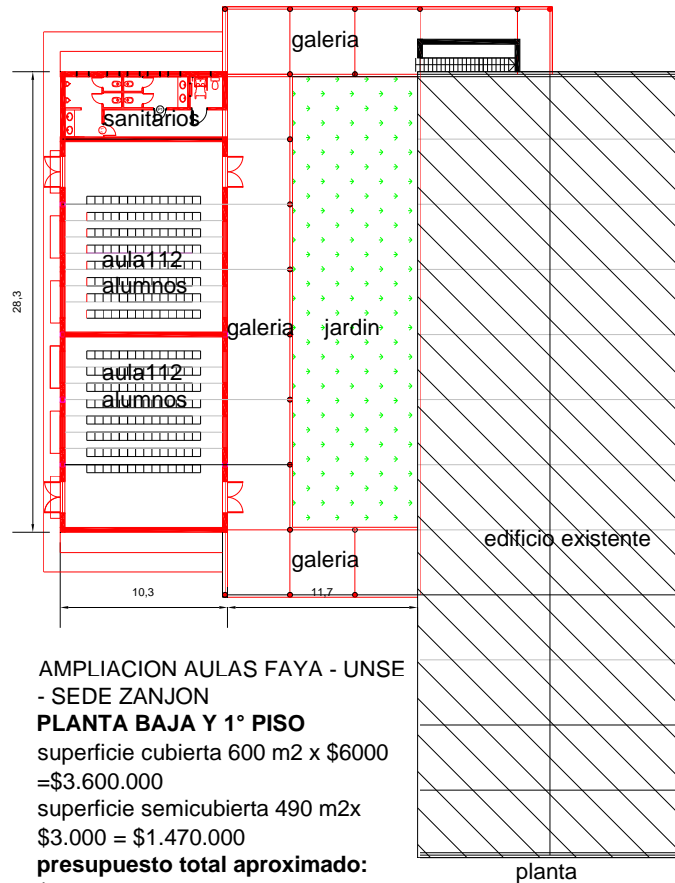 galeria
sanitarios
aula112
alumnos
28,3
galeria
jardin
aula112
alumnos
edificio existente
galeria
10,3
11,7
AMPLIACION AULAS FAYA - UNSE
- SEDE ZANJON
PLANTA BAJA Y 1° PISO
superficie cubierta 600 m2 x $6000
=$3.600.000
superficie semicubierta 490 m2x
$3.000 = $1.470.000
presupuesto total aproximado:
planta